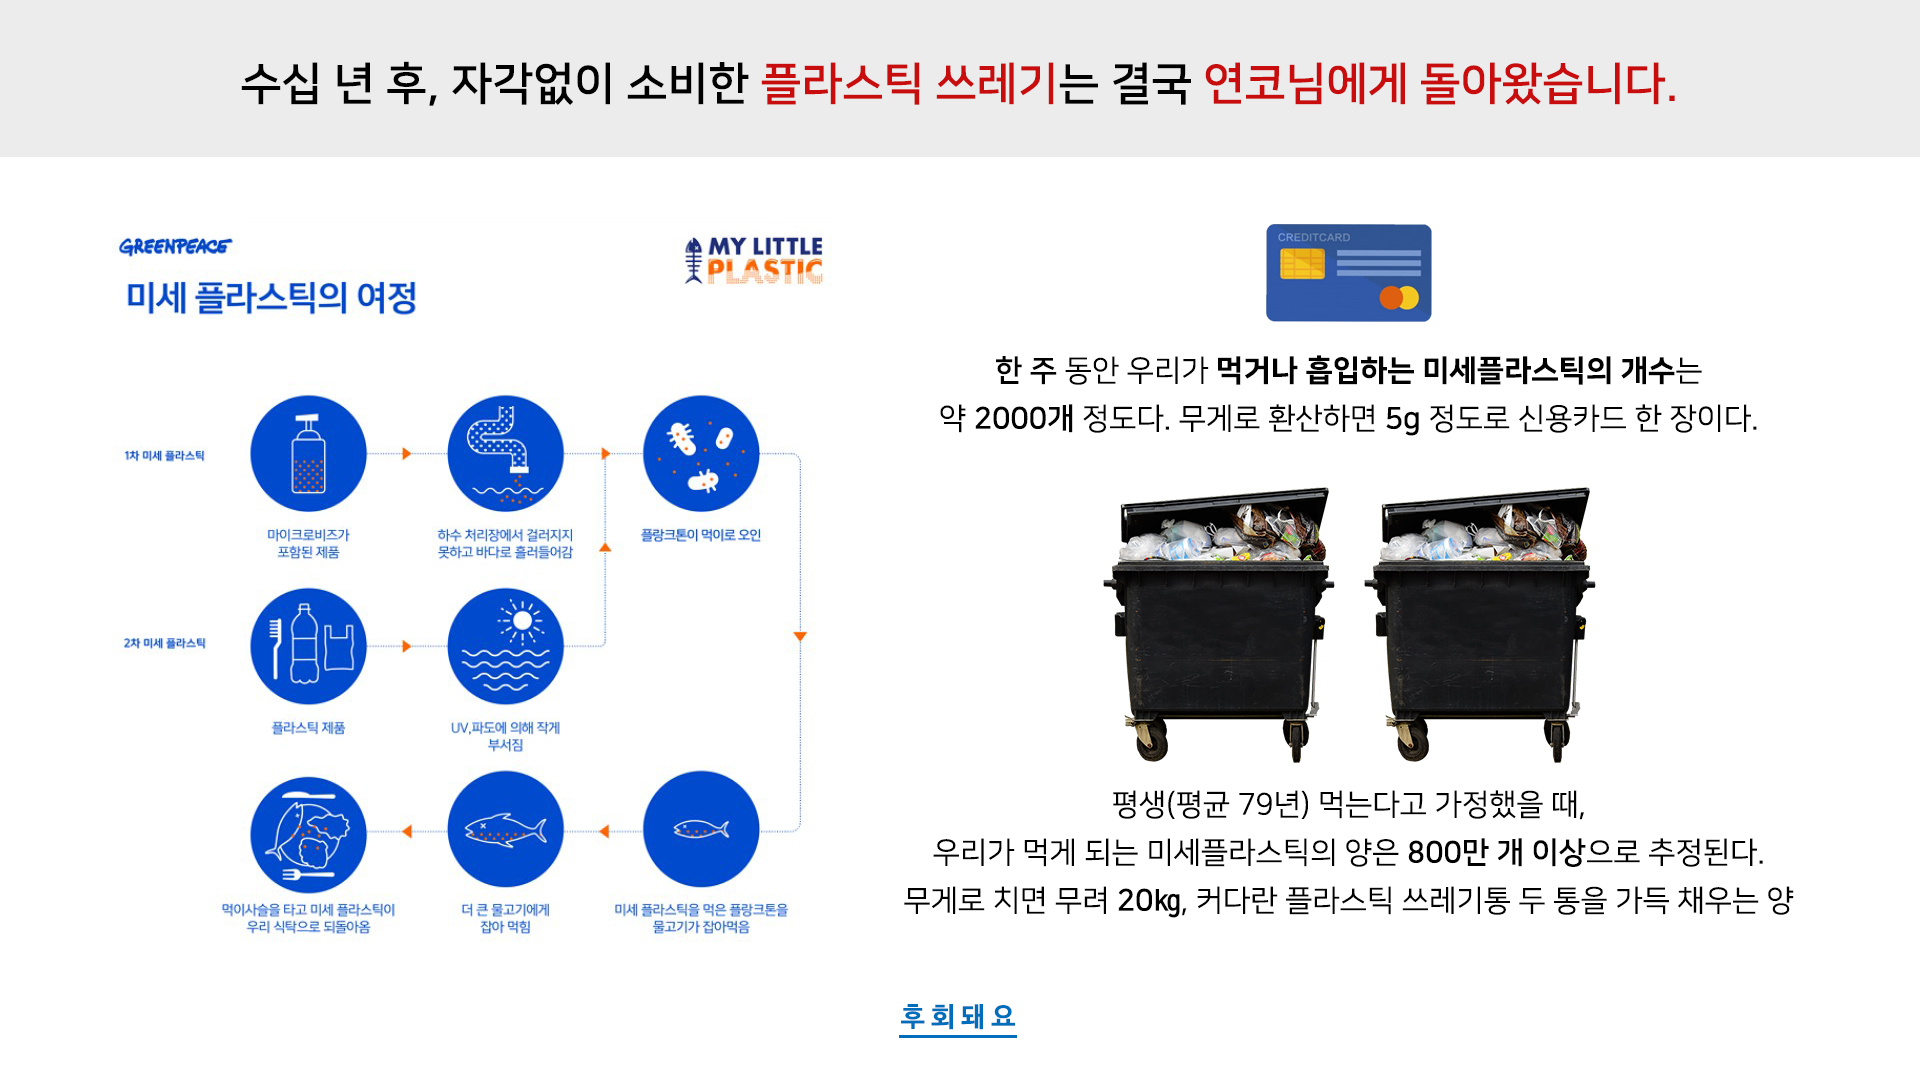 수십 년 후, 자각없이 소비한 플라스틱 쓰레기는 결국 연코님에게 돌아왔습니다.
GREENPEACE
MY LITTLE
PLASTIC
미세 플라스틱의 여정
1차 미세 플라스틱
마이크로비즈가
포함된 제품
하수 처리장에서 걸러지지
못하고 바다로 흘러들어감
플랑크톤이 먹이로 오인
2차 미세 플라스틱
플라스틱 제품
UV,파도에 의해 작게
부서짐
먹이사슬을 타고 미세 플라스틱이
우리 식탁으로 되돌아옴
더 큰 물고기에게
잡아 먹힘
미세 플라스틱을 먹은 플랑크톤을
물고기가 잡아먹음
CREDITCARD
한 주 동안 우리가 먹거나 흡입하는 미세플라스틱의 개수는
약 2000개 정도다. 무게로 환산하면 5g 정도로 신용카드 한 장이다.
평생(평균 79년) 먹는다고 가정했을 때,
우리가 먹게 되는 미세플라스틱의 양은 800만 개 이상으로 추정된다.
무게로 치면 무려 20kg, 커다란 플라스틱 쓰레기통 두 통을 가득 채우는 양
후회돼요